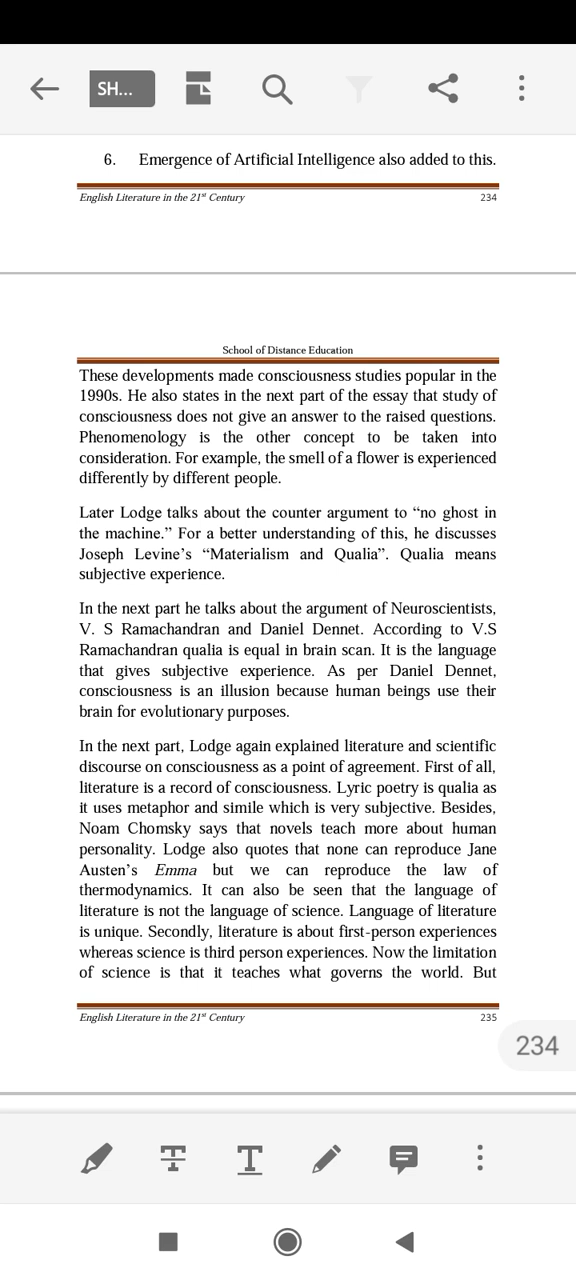 SH...
6. Emergence of Artificial Intelligence also added to this.
English Literature in the 21st Century 234
School of Distance Education
These developments made consciousness studies popular in the
1990s. He also states in the next part of the essay that study of
consciousness does not give an answer to the raised questions.
Phenomenology is the other concept to be taken into
consideration. For example, the smell of a flower is experienced
differently by different people.
Later Lodge talks about the counter argument to “no ghost in
the machine.” For a better understanding of this, he discusses
Joseph Levine’s “Materialism and Qualia”. Qualia means
subjective experience.
In the next part he talks about the argument of Neuroscientists,
V. S Ramachandran and Daniel Dennet. According to V.S
Ramachandran qualia is equal in brain scan. It is the language
that gives subjective experience. As per Daniel Dennet,
consciousness is an illusion because human beings use their
brain for evolutionary purposes.
In the next part, Lodge again explained literature and scientific
discourse on consciousness as a point of agreement. First of all,
literature is a record of consciousness. Lyric poetry is qualia as
it uses metaphor and simile which is very subjective. Besides,
Noam Chomsky says that novels teach more about human
personality. Lodge also quotes that none can reproduce Jane
Austen’s Emma but we can reproduce the law of
thermodynamics. It can also be seen that the language of
literature is not the language of science. Language of literature
is unique. Secondly, literature is about first-person experiences
whereas science is third person experiences. Now the limitation
of science is that it teaches what governs the world. But
English Literature in the 21st Century 235
234